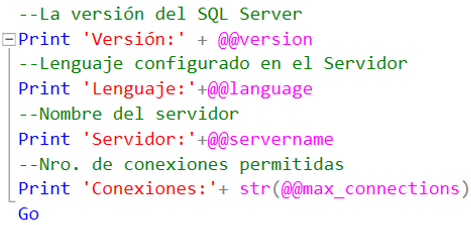 --La versión del SQL Server
Print 'Versión:' + @@version
--Lenguaje configurado en el Servidor
Print 'Lenguaje:'+@@language
--Nombre del servidor
Print 'Servidor:'+@@servername
--Nro. de conexiones permitidas
Print 'Conexiones:'+ str(@@max_connections)
Go